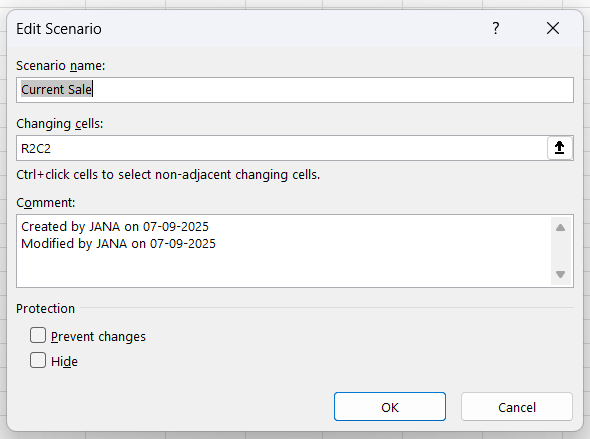 Edit Scenario
?
Scenario name:
Current Sale
Changing cells:
R2C2
Ctrl+click cells to select non-adjacent changing cells.
Comment:
Created by JANA on 07-09-2025
Modified by JANA on 07-09-2025
Protection
Prevent changes
Hide
OK Cancel